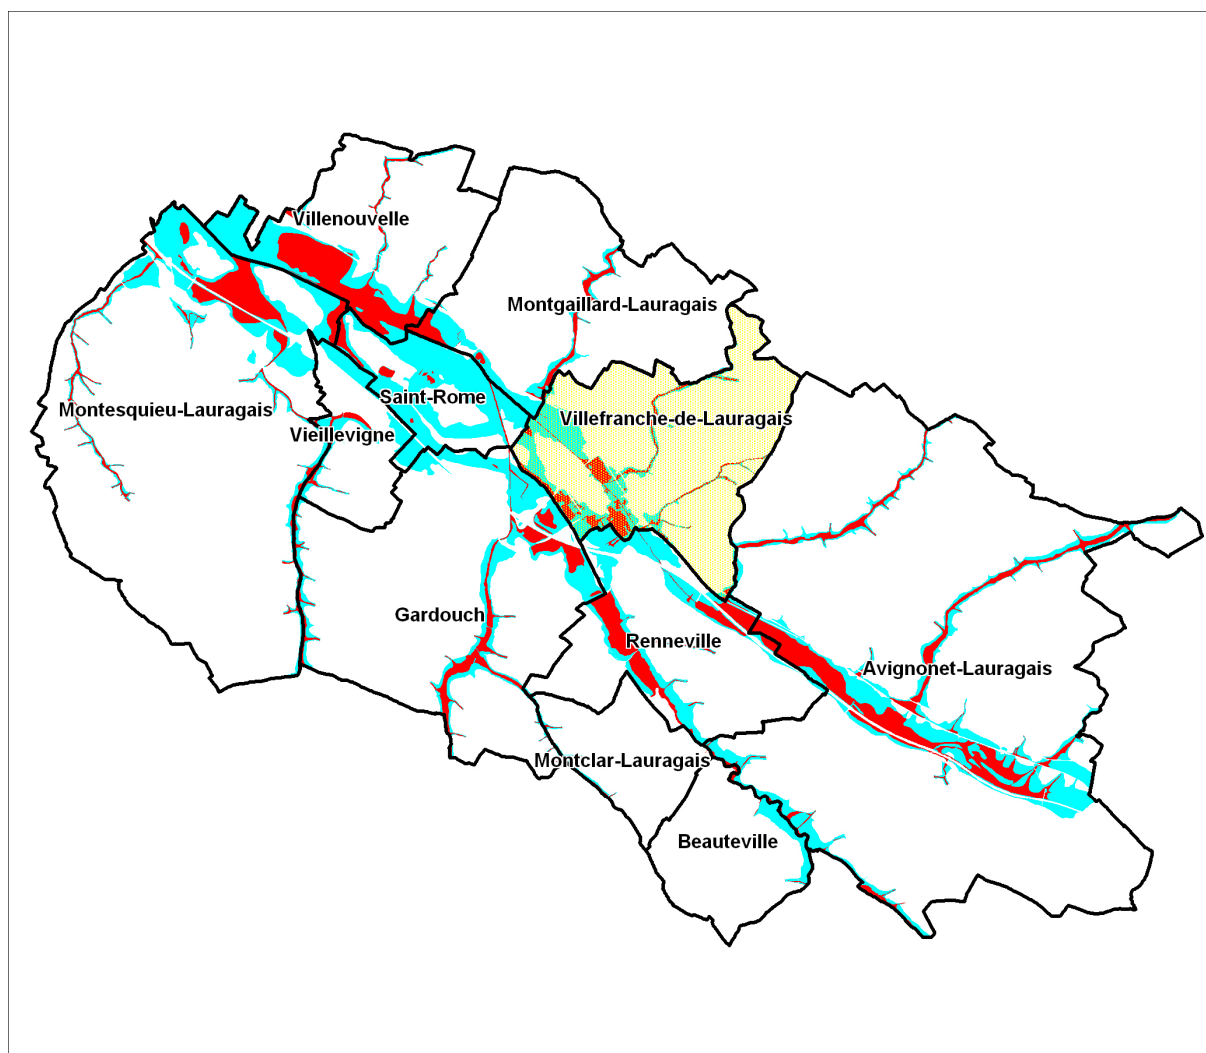 Villenouvelle
Montgaillard-Lauragais
Saint-Rome
Montesquieu-Lauragais
Villefranche-de-Lauragais
Vieillevigne
Gardouch
Renneville
Avignonet-Lauragais
Montclar-Lauragais
Beauteville